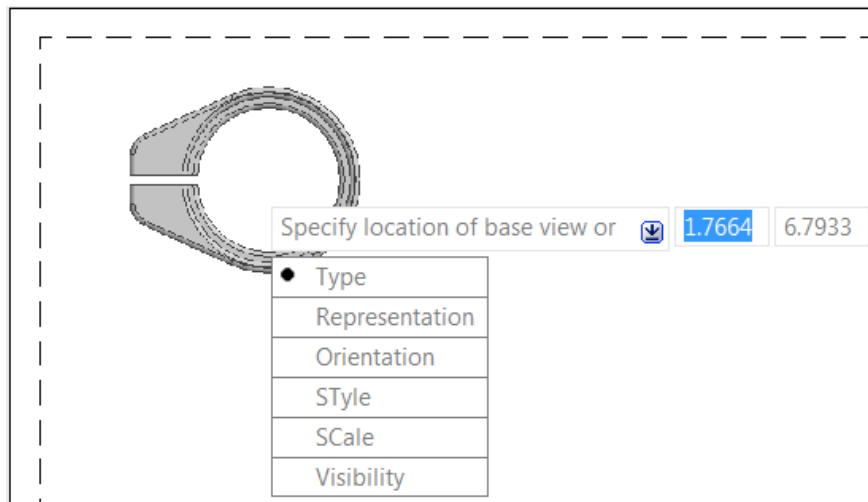 Specify location of base view or 1.7664 6.7933
Type
Representation
Orientation
STyle
SCale
Visibility